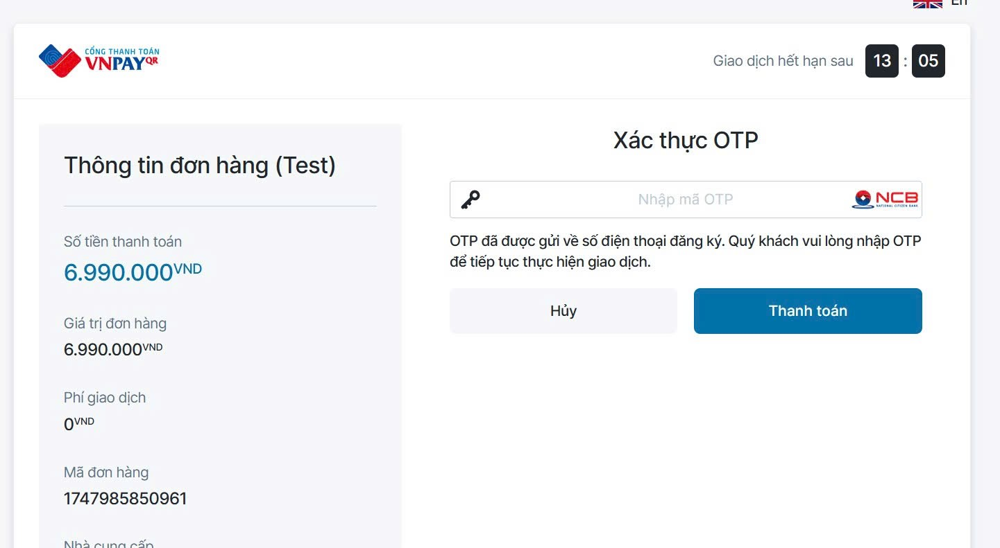 En
CỔNG THANH TOÁN
VNPAYQR
Giao dịch hết hạn sau 13 : 05
Thông tin đơn hàng (Test)
Số tiền thanh toán
6.990.000VND
Giá trị đơn hàng
6.990.000VND
Phí giao dịch
0VND
Mã đơn hàng
1747985850961
Nhà cung cấp
Xác thực OTP
Nhập mã OTP
NCB
NATIONAL CITIZEN BANK
OTP đã được gửi về số điện thoại đăng ký. Quý khách vui lòng nhập OTP
để tiếp tục thực hiện giao dịch.
Hủy
Thanh toán